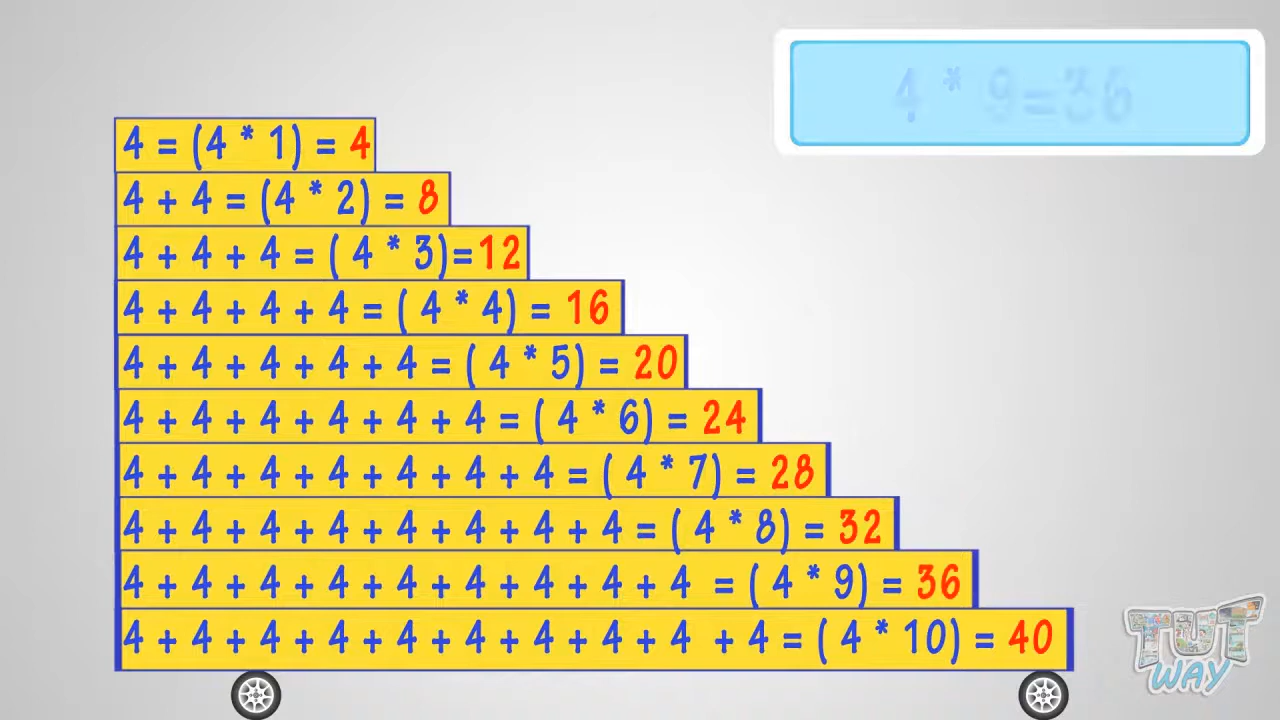 4 * 9=36
4 = (4 * 1) = 4
4 + 4 = (4 * 2) = 8
4 + 4 + 4 = ( 4 * 3)=12
4 + 4 + 4 + 4 = ( 4 * 4) = 16
4 + 4 + 4 + 4 + 4 = ( 4 * 5) = 20
4 + 4 + 4 + 4 + 4 + 4 = ( 4 * 6) = 24
4 + 4 + 4 + 4 + 4 + 4 + 4 = ( 4 * 7) = 28
4 + 4 + 4 + 4 + 4 + 4 + 4 + 4 = ( 4 * 8) = 32
4 + 4 + 4 + 4 + 4 + 4 + 4 + 4 + 4 = ( 4 * 9) = 36
4 + 4 + 4 + 4 + 4 + 4 + 4 + 4 + 4 + 4 = ( 4 * 10) = 40
TUT
WAY